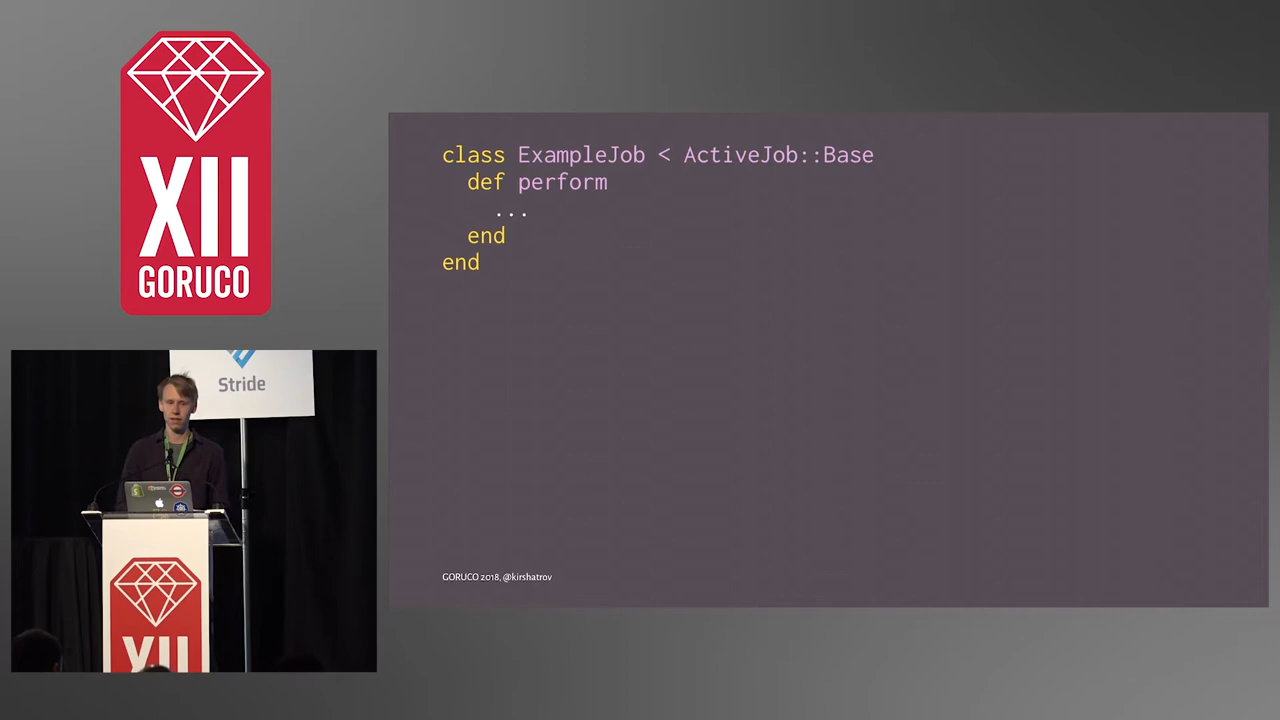 XII
GORUCO
Stride
XII
class ExampleJob < ActiveJob::Base
  def perform
    ...
  end
end
GORUCO 2018, @kirshatrov